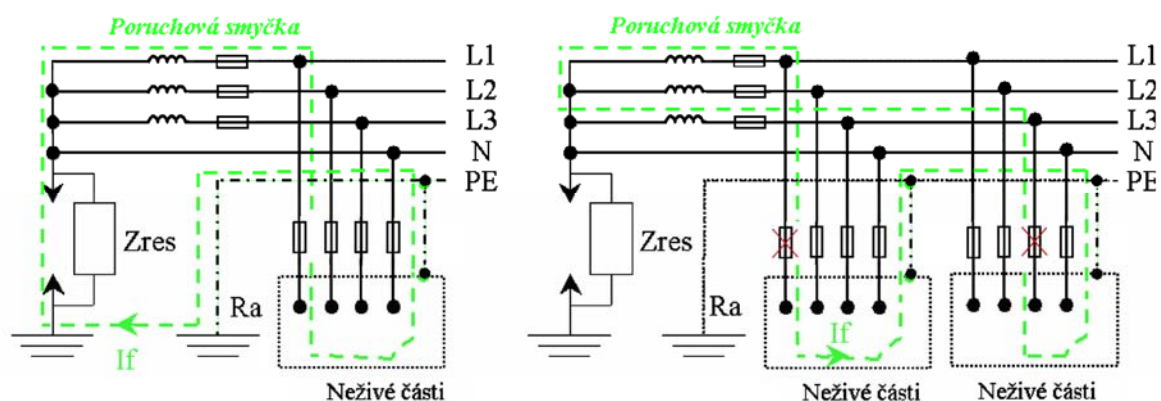 Poruchová smyčka
L1
L2
L3
N
PE
Zres
Ra
If
Neživé části
Poruchová smyčka
L1
L2
L3
N
PE
Zres
Ra
If
Neživé části
Neživé části